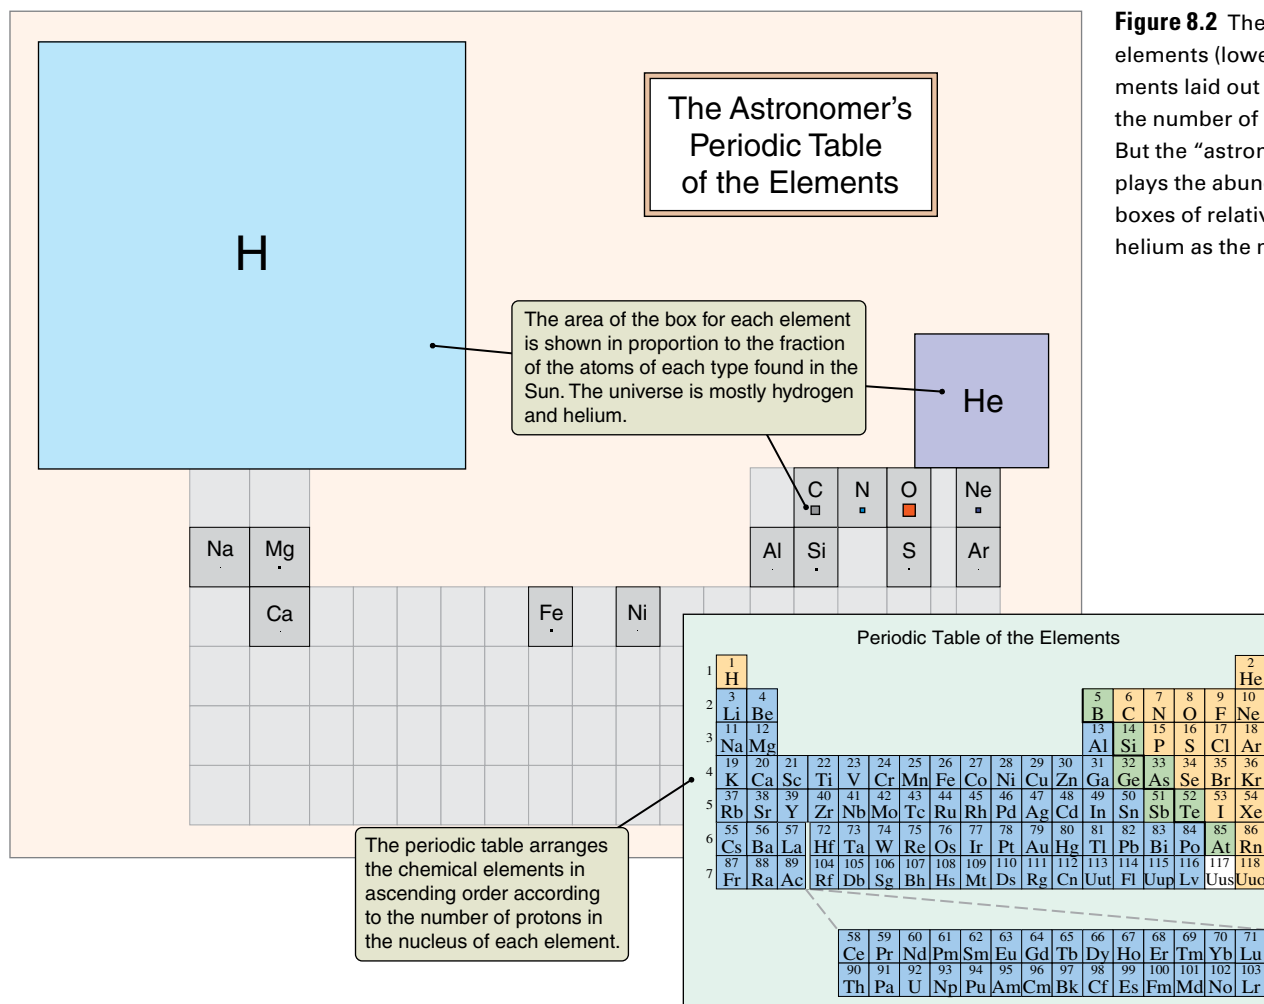 Figure 8.2 The
elements (lowe
ments laid out
the number of
But the “astron
plays the abun
boxes of relativ
helium as the r
The Astronomer’s
Periodic Table
of the Elements
H
The area of the box for each element
is shown in proportion to the fraction
of the atoms of each type found in the
Sun. The universe is mostly hydrogen
and helium.
He
C N O Ne
Na Mg Al Si S Ar
Ca Fe Ni
Periodic Table of the Elements
1 2
1 H He
3 4 5 6 7 8 9 10
2 Li Be B C N O F Ne
11 12 13 14 15 16 17 18
3 Na Mg Al Si P S Cl Ar
19 20 21 22 23 24 25 26 27 28 29 30 31 32 33 34 35 36
4 K Ca Sc Ti V Cr Mn Fe Co Ni Cu Zn Ga Ge As Se Br Kr
37 38 39 40 41 42 43 44 45 46 47 48 49 50 51 52 53 54
5 Rb Sr Y Zr Nb Mo Tc Ru Rh Pd Ag Cd In Sn Sb Te I Xe
55 56 57 72 73 74 75 76 77 78 79 80 81 82 83 84 85 86
6 Cs Ba La Hf Ta W Re Os Ir Pt Au Hg Tl Pb Bi Po At Rn
87 88 89 104 105 106 107 108 109 110 111 112 113 114 115 116 117 118
7 Fr Ra Ac Rf Db Sg Bh Hs Mt Ds Rg Cn Uut Fl Uup Lv Uus Uuo
58 59 60 61 62 63 64 65 66 67 68 69 70 71
Ce Pr Nd Pm Sm Eu Gd Tb Dy Ho Er Tm Yb Lu
90 91 92 93 94 95 96 97 98 99 100 101 102 103
Th Pa U Np Pu Am Cm Bk Cf Es Fm Md No Lr
The periodic table arranges
the chemical elements in
ascending order according
to the number of protons in
the nucleus of each element.